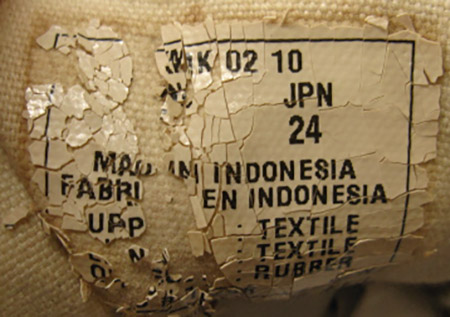 02 10
JPN
24
MA IN INDONESIA
FABRI EN INDONESIA
UPP : TEXTILE
: TEXTILE
: RUBBER